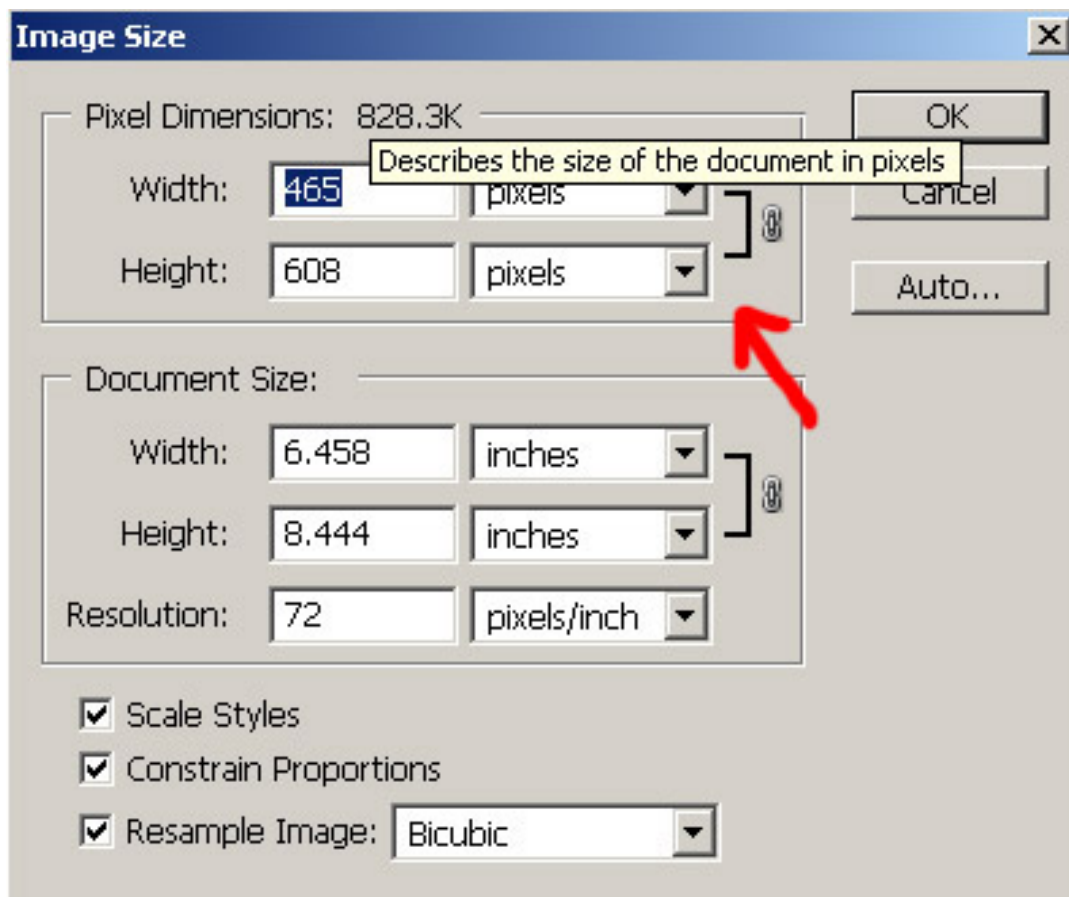 Image Size
Pixel Dimensions: 828.3K
OK
Describes the size of the document in pixels
Width: 465 pixels
Cancel
Height: 608 pixels
Auto...
Document Size:
Width: 6.458 inches
Height: 8.444 inches
Resolution: 72 pixels/inch
Scale Styles
Constrain Proportions
Resample Image: Bicubic